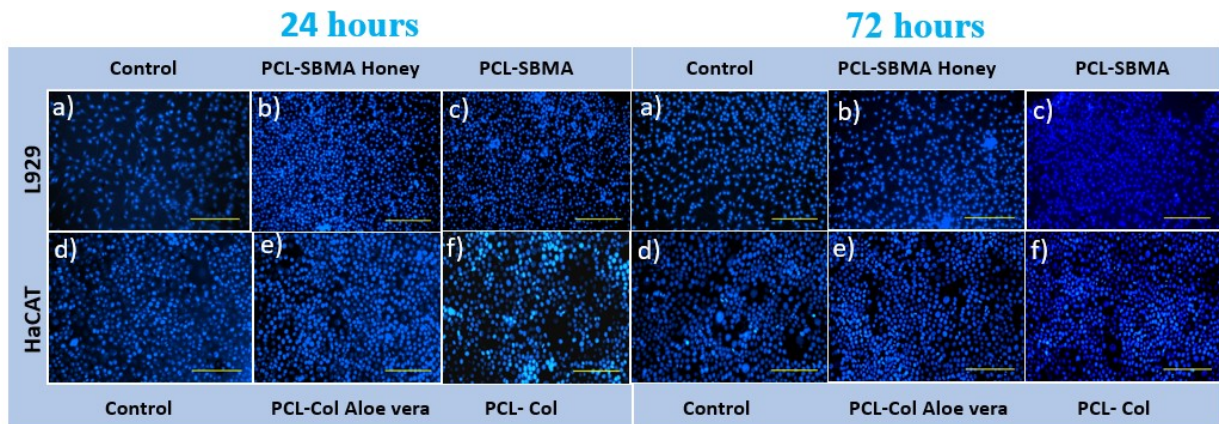 24 hours 72 hours
Control PCL-SBMA Honey PCL-SBMA Control PCL-SBMA Honey PCL-SBMA
L929
a) b) c) a) b) c)
HaCAT
d) e) f) d) e) f)
Control PCL-Col Aloe vera PCL- Col Control PCL-Col Aloe vera PCL- Col